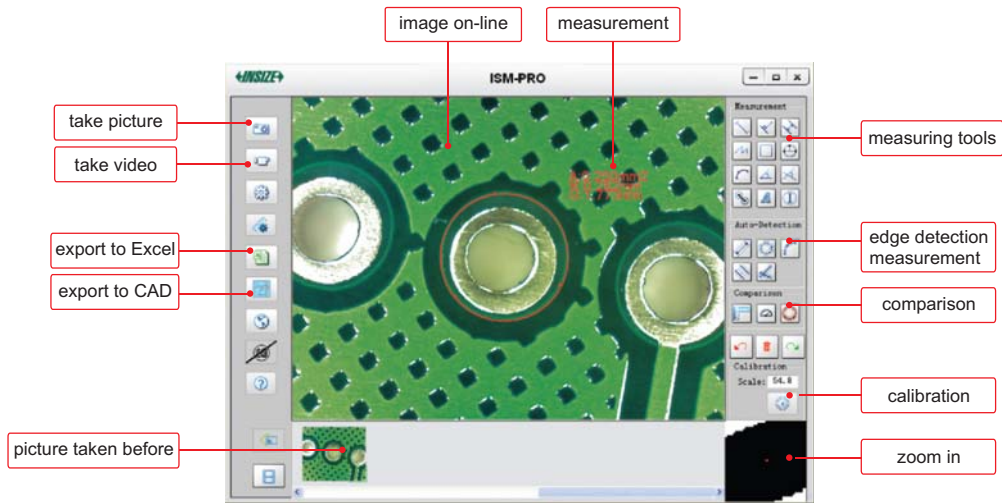 image on-line
measurement
INSIZE
ISM-PRO
take picture
take video
export to Excel
export to CAD
picture taken before
Measurement
Auto-Detection
Comparison
Calibration
Scale: 54.8
measuring tools
edge detection
measurement
comparison
calibration
zoom in